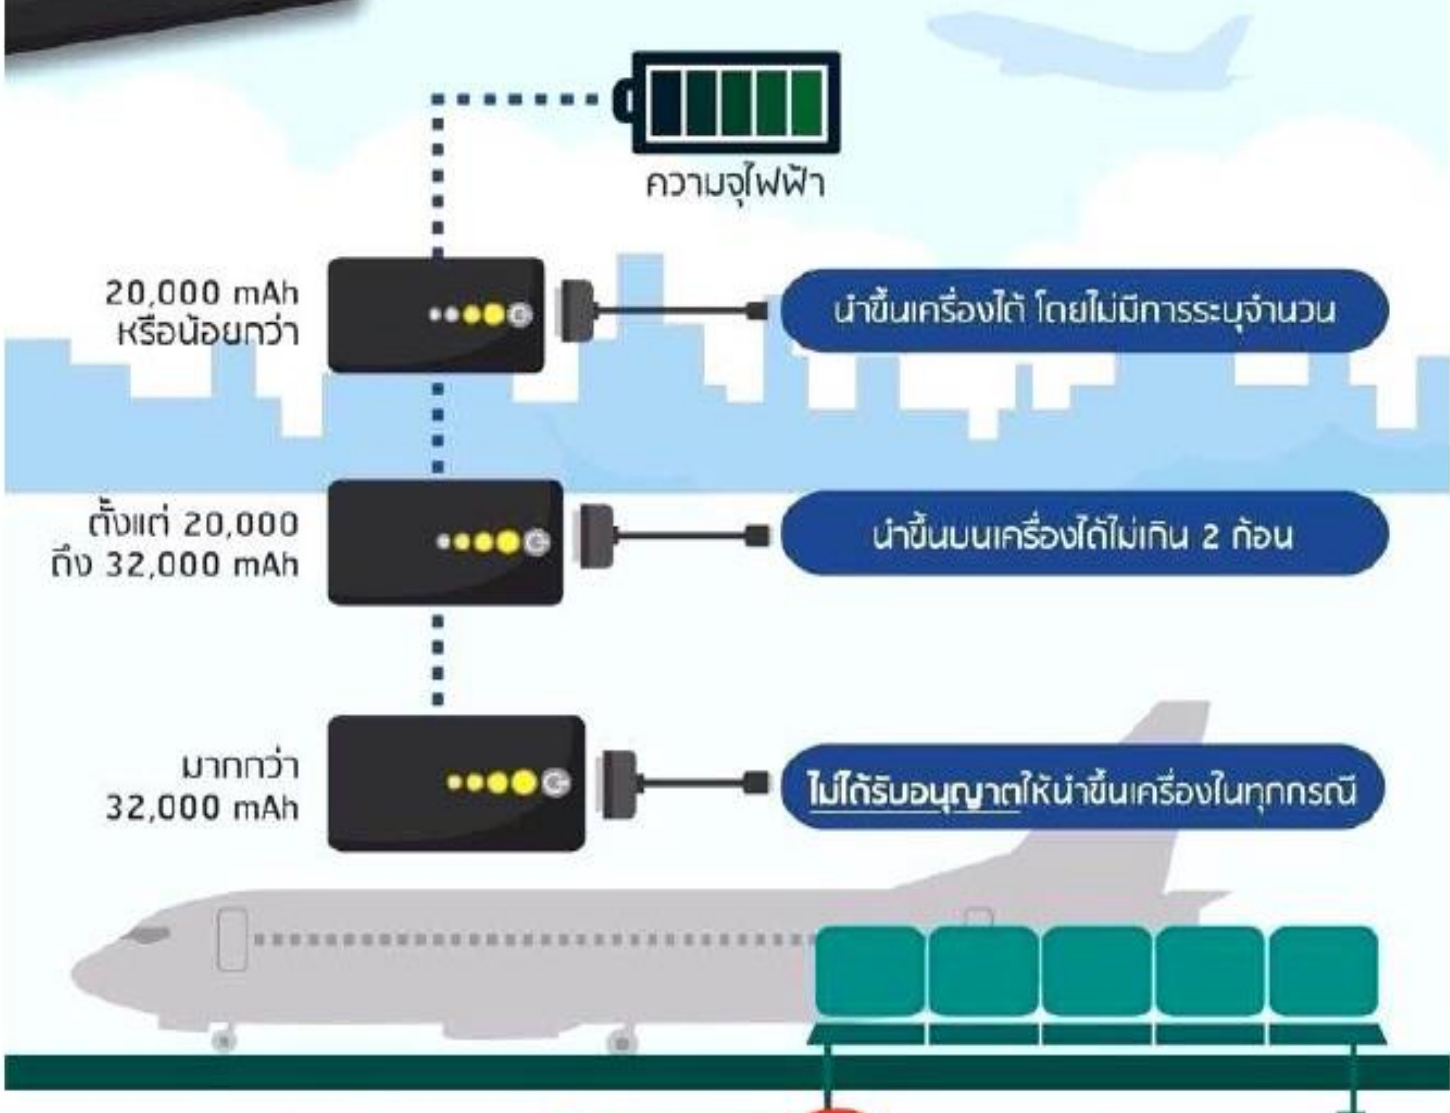 ความจุไฟฟ้า
20,000 mAh
หรือน้อยกว่า
นำขึ้นเครื่องได้ โดยไม่มีการระบุจำนวน
ตั้งแต่ 20,000
ถึง 32,000 mAh
นำขึ้นบนเครื่องได้ไม่เกิน 2 ก้อน
มากกว่า
32,000 mAh
ไม่ได้รับอนุญาตให้นำขึ้นเครื่องในทุกกรณี